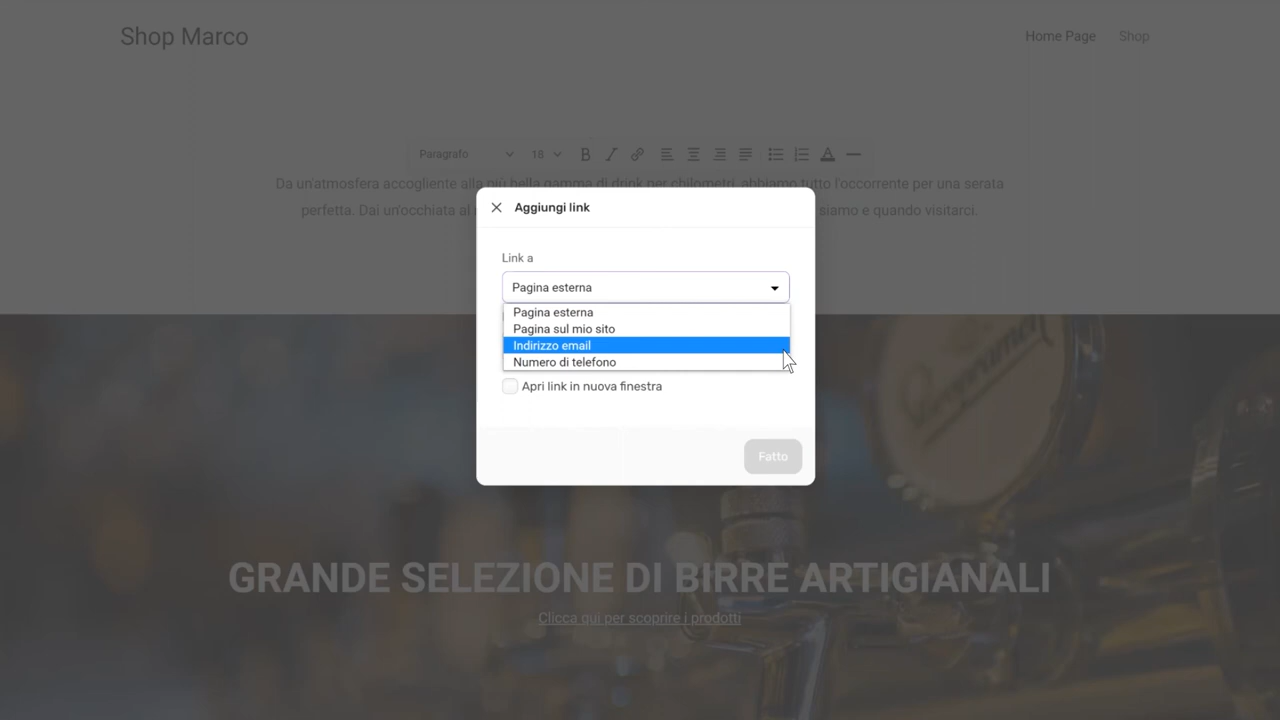 Shop Marco
Home Page
Shop
Paragrafo
18
Da un'atmosfera accogliente alla più bella gamma di drink per chilometri, abbiamo tutto l'occorrente per una serata
perfetta. Dai un'occhiata al siamo e quando visitarci.
Aggiungi link
Link a
Pagina esterna
Pagina esterna
Pagina sul mio sito
Indirizzo email
Numero di telefono
Apri link in nuova finestra
Fatto
GRANDE SELEZIONE DI BIRRE ARTIGIANALI
Clicca qui per scoprire i prodotti